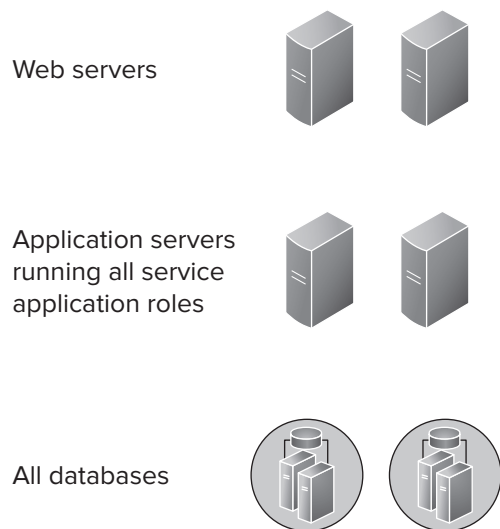 Web servers
Application servers
running all service
application roles
All databases